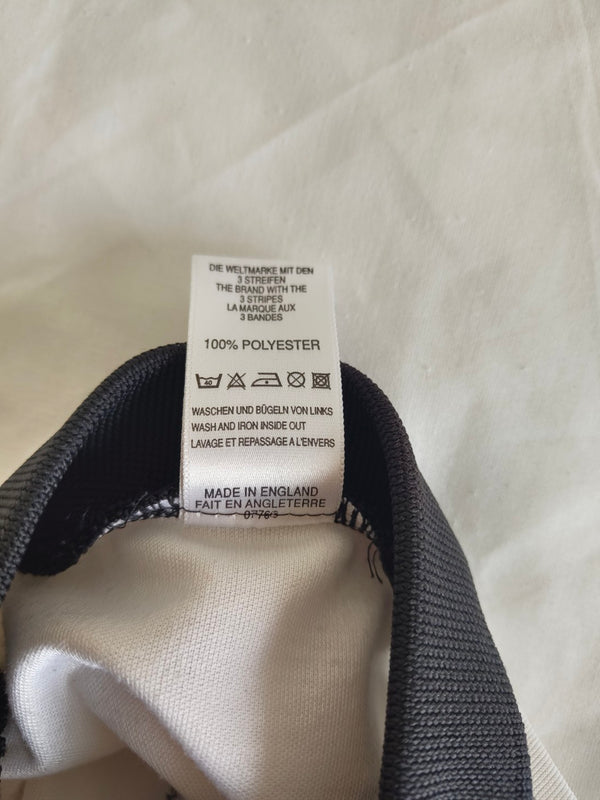 DIE WELTMARKE MIT DEN
3 STREIFEN
THE BRAND WITH THE
3 STRIPES
LA MARQUE AUX
3 BANDES
100% POLYESTER
40
WASCHEN UND BÜGELN VON LINKS
WASH AND IRON INSIDE OUT
LAVAGE ET REPASSAGE A L'ENVERS
MADE IN ENGLAND
FAIT EN ANGLETERRE